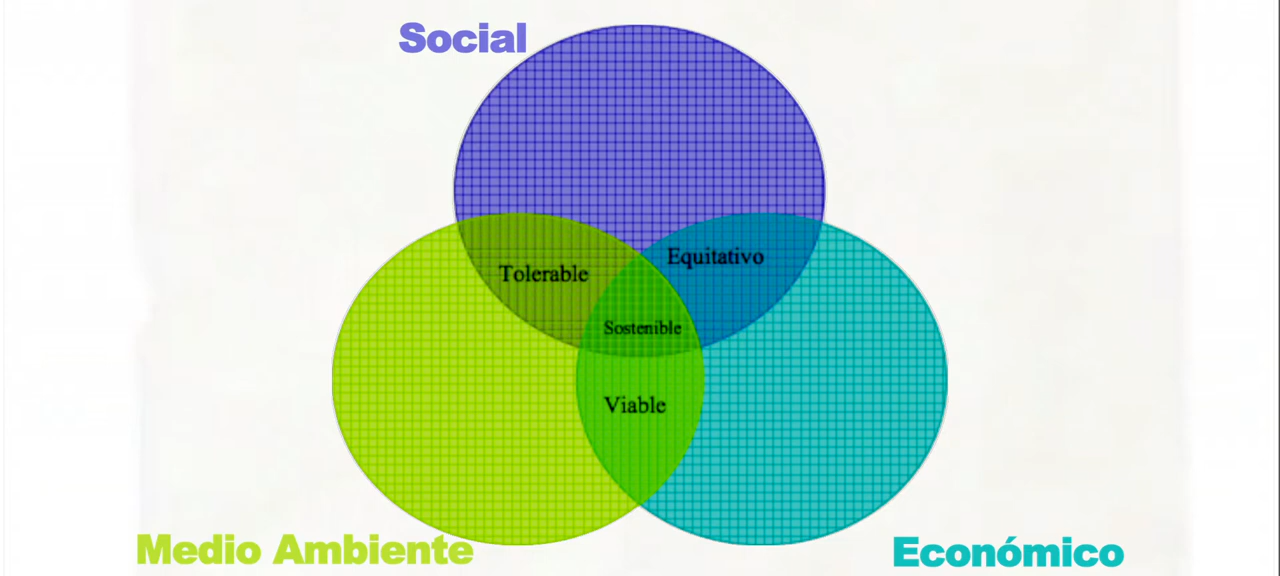 Social
Equitativo
Tolerable
Sostenible
Viable
Medio Ambiente
Económico